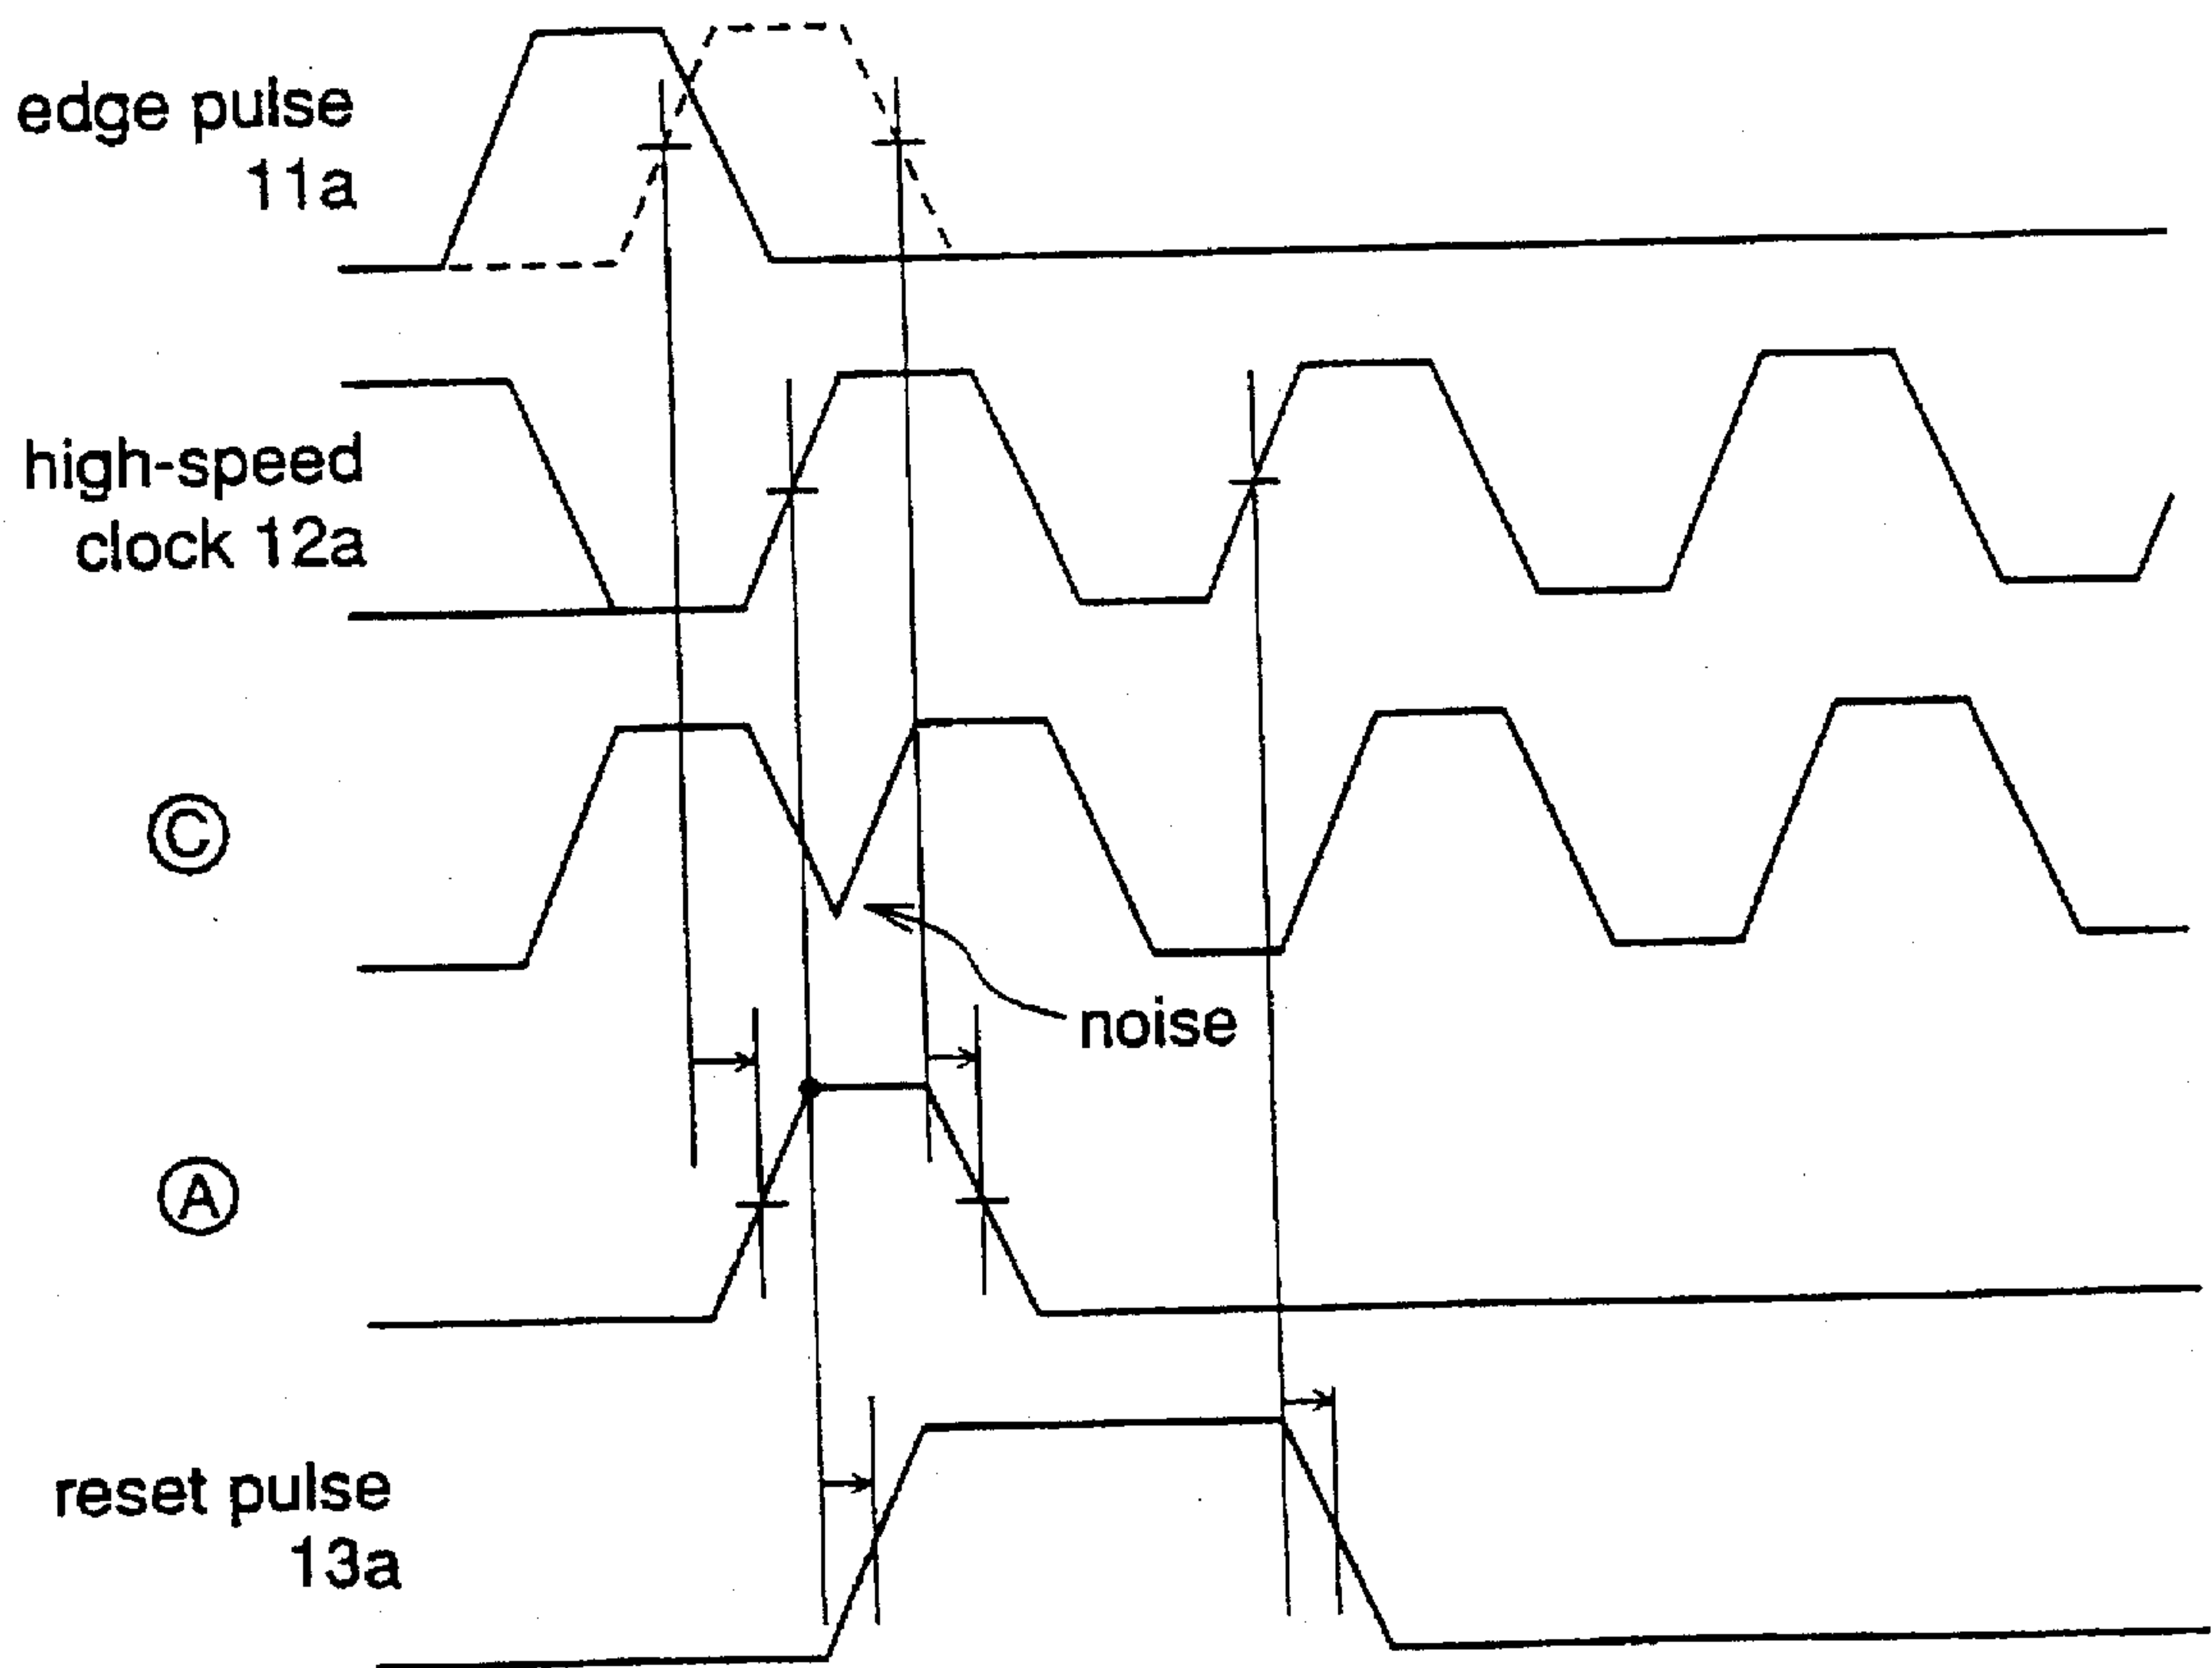 edge pulse
11a
high-speed
clock 12a
Ⓒ
noise
Ⓐ
reset pulse
13a